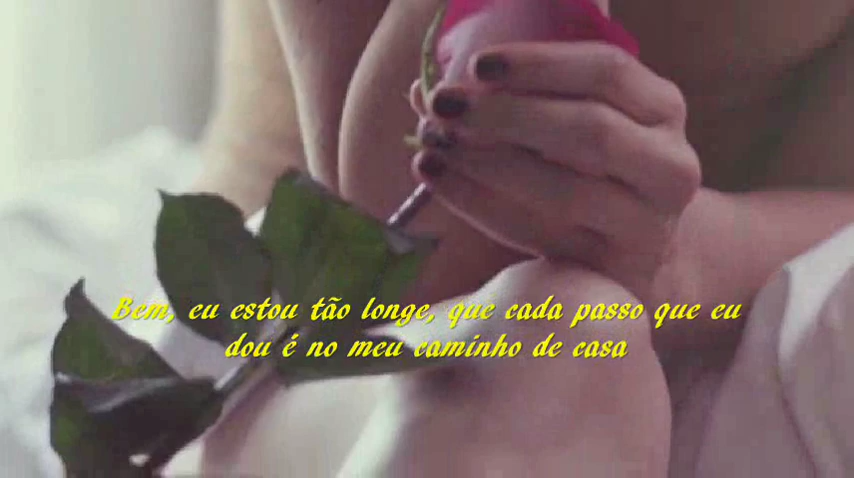 Bem, eu estou tão longe, que cada passo que eu
dou é no meu caminho de casa